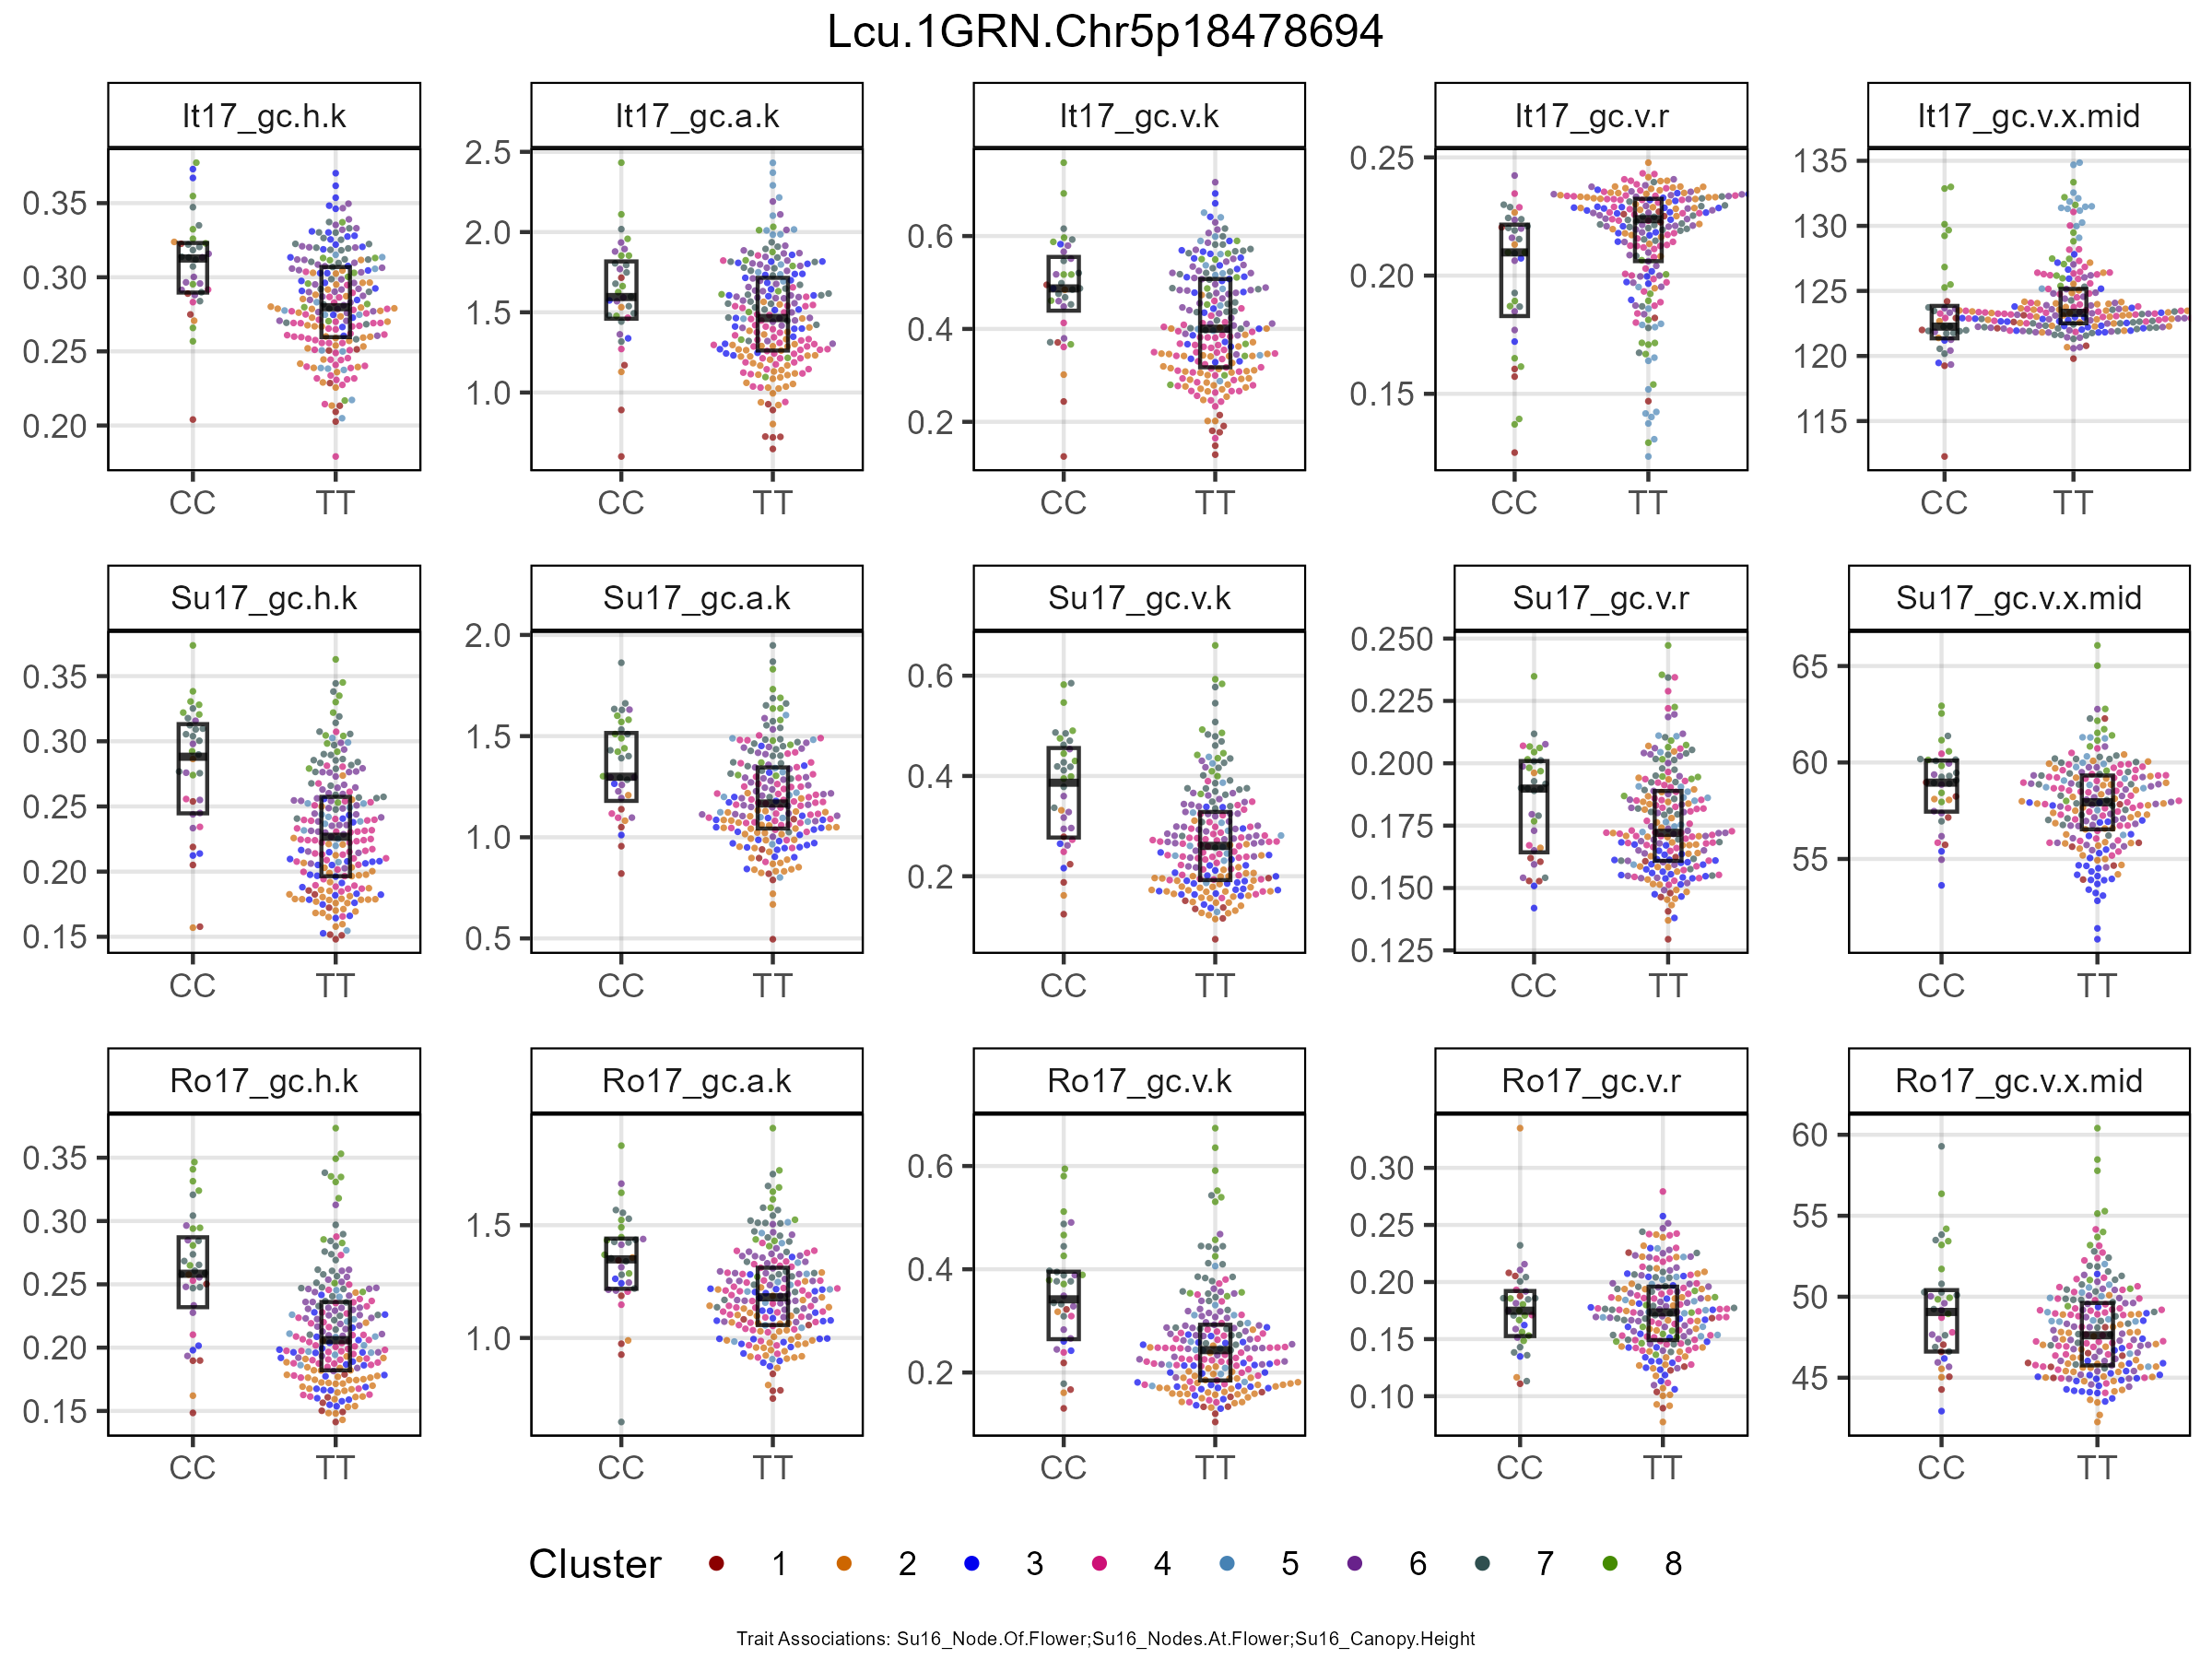 Lcu.1GRN.Chr5p18478694
It17_gc.h.k It17_gc.a.k It17_gc.v.k It17_gc.v.r It17_gc.v.x.mid
0.35 0.30 0.25 0.20
2.5 2.0 1.5 1.0
0.6 0.4 0.2
0.25 0.20 0.15
135 130 125 120 115
CC TT CC TT CC TT CC TT CC TT
Su17_gc.h.k Su17_gc.a.k Su17_gc.v.k Su17_gc.v.r Su17_gc.v.x.mid
0.35 0.30 0.25 0.20 0.15
2.0 1.5 1.0 0.5
0.6 0.4 0.2
0.250 0.225 0.200 0.175 0.150 0.125
65 60 55
CC TT CC TT CC TT CC TT CC TT
Ro17_gc.h.k Ro17_gc.a.k Ro17_gc.v.k Ro17_gc.v.r Ro17_gc.v.x.mid
0.35 0.30 0.25 0.20 0.15
1.5 1.0
0.6 0.4 0.2
0.30 0.25 0.20 0.15 0.10
60 55 50 45
CC TT CC TT CC TT CC TT CC TT
Cluster 1 2 3 4 5 6 7 8
Trait Associations: Su16_Node.Of.Flower;Su16_Nodes.At.Flower;Su16_Canopy.Height